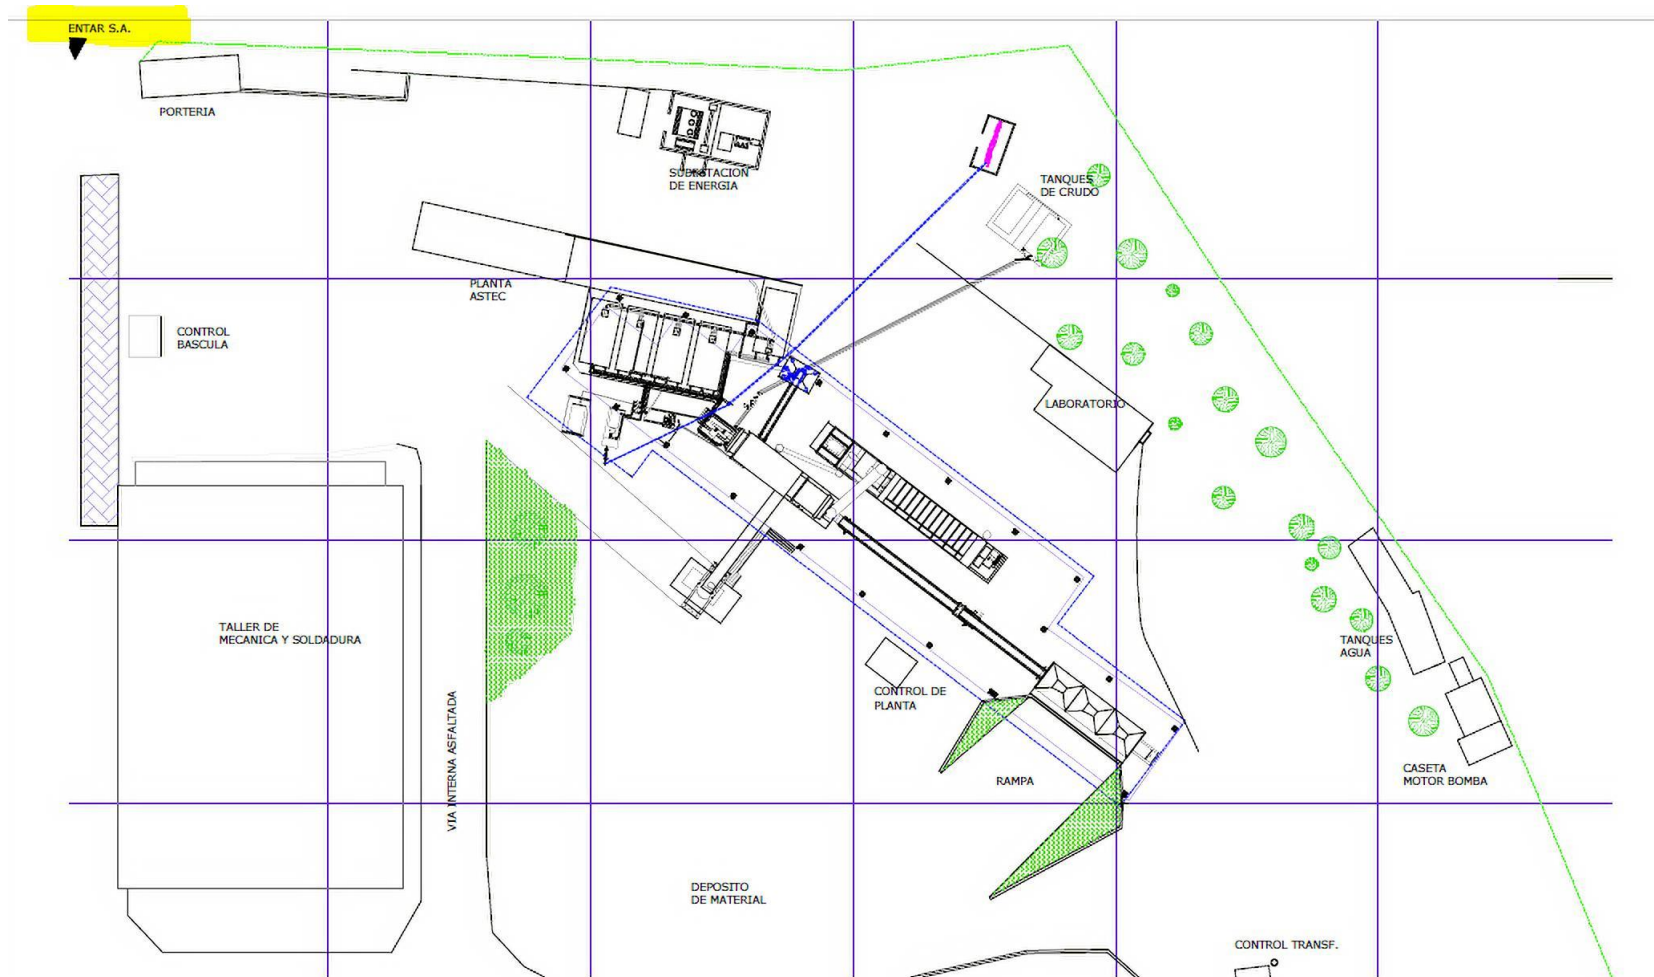 ENTAR S.A.
PORTERIA
SUBESTACION
DE ENERGIA
TANQUES
DE CRUDO
PLANTA
ASTEC
CONTROL
BASCULA
LABORATORIO
TALLER DE
MECANICA Y SOLDADURA
TANQUES
AGUA
CONTROL DE
PLANTA
VIA INTERNA ASFALTADA
RAMPA
CASETA
MOTOR BOMBA
DEPOSITO
DE MATERIAL
CONTROL TRANSF.